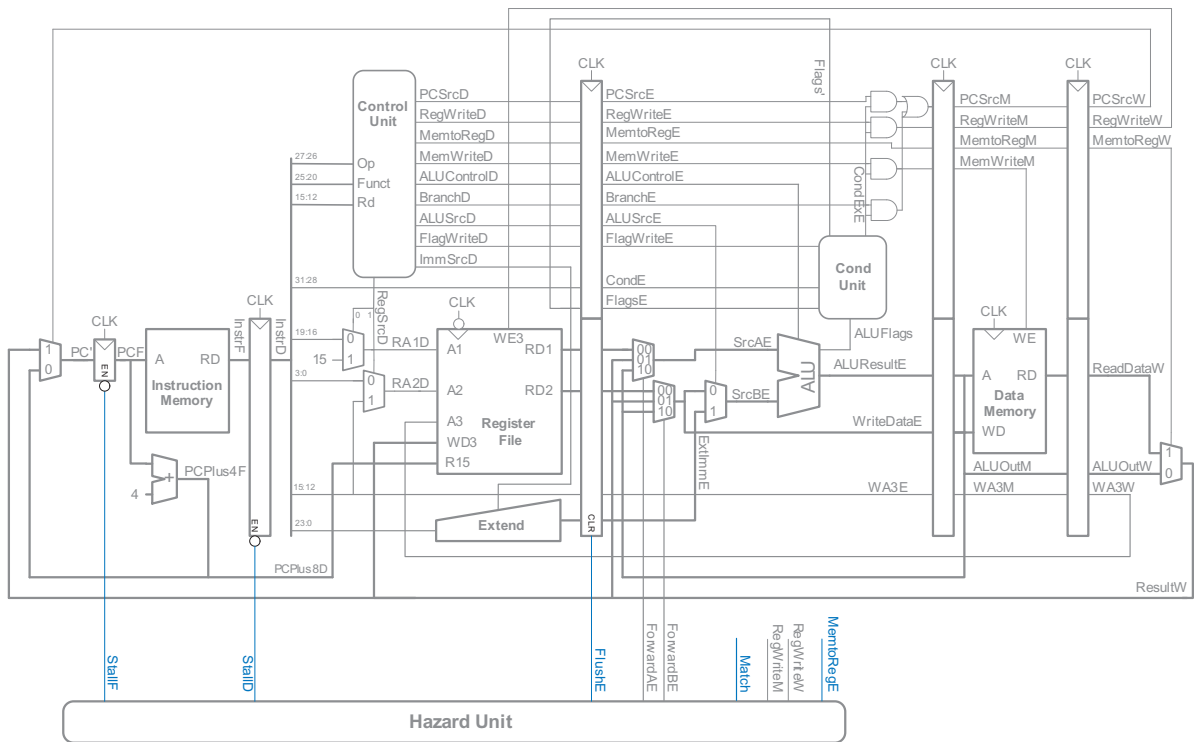 CLK
CLK
CLK
Control
Unit
Op
Funct
Rd
27:26
25:20
15:12
PCSrcD
RegWriteD
MemtoRegD
MemWriteD
ALUControlD
BranchD
ALUSrcD
FlagWriteD
ImmSrcD
PCSrcE
RegWriteE
MemtoRegE
MemWriteE
ALUControlE
BranchE
ALUSrcE
FlagWriteE
CondE
FlagsE
Flags'
CondExE
Cond
Unit
ALUFlags
PCSrcM
RegWriteM
MemtoRegM
MemWriteM
PCSrcW
RegWriteW
MemtoRegW
31:28
CLK
CLK
CLK
CLK
1
0
PC'
EN
PCF
A RD
Instruction
Memory
InstrF
EN
InstrD
19:16
15
3:0
0
1
0
1
0 1
RegSrcD
RA1D
RA2D
A1
A2
A3
WD3
R15
WE3
RD1
RD2
Register
File
00
01
10
00
01
10
0
1
SrcAE
SrcBE
ALU
ALUResultE
WriteDataE
ExtImmE
WE
A RD
Data
Memory
WD
ReadDataW
1
0
ALUOutM
ALUOutW
WA3E
WA3M
WA3W
+
4
PCPlus4F
15:12
23:0
Extend
CLR
PCPlus8D
ResultW
StallF
StallD
FlushE
ForwardAE
ForwardBE
Match
RegWriteM
RegWriteW
MemtoRegE
Hazard Unit